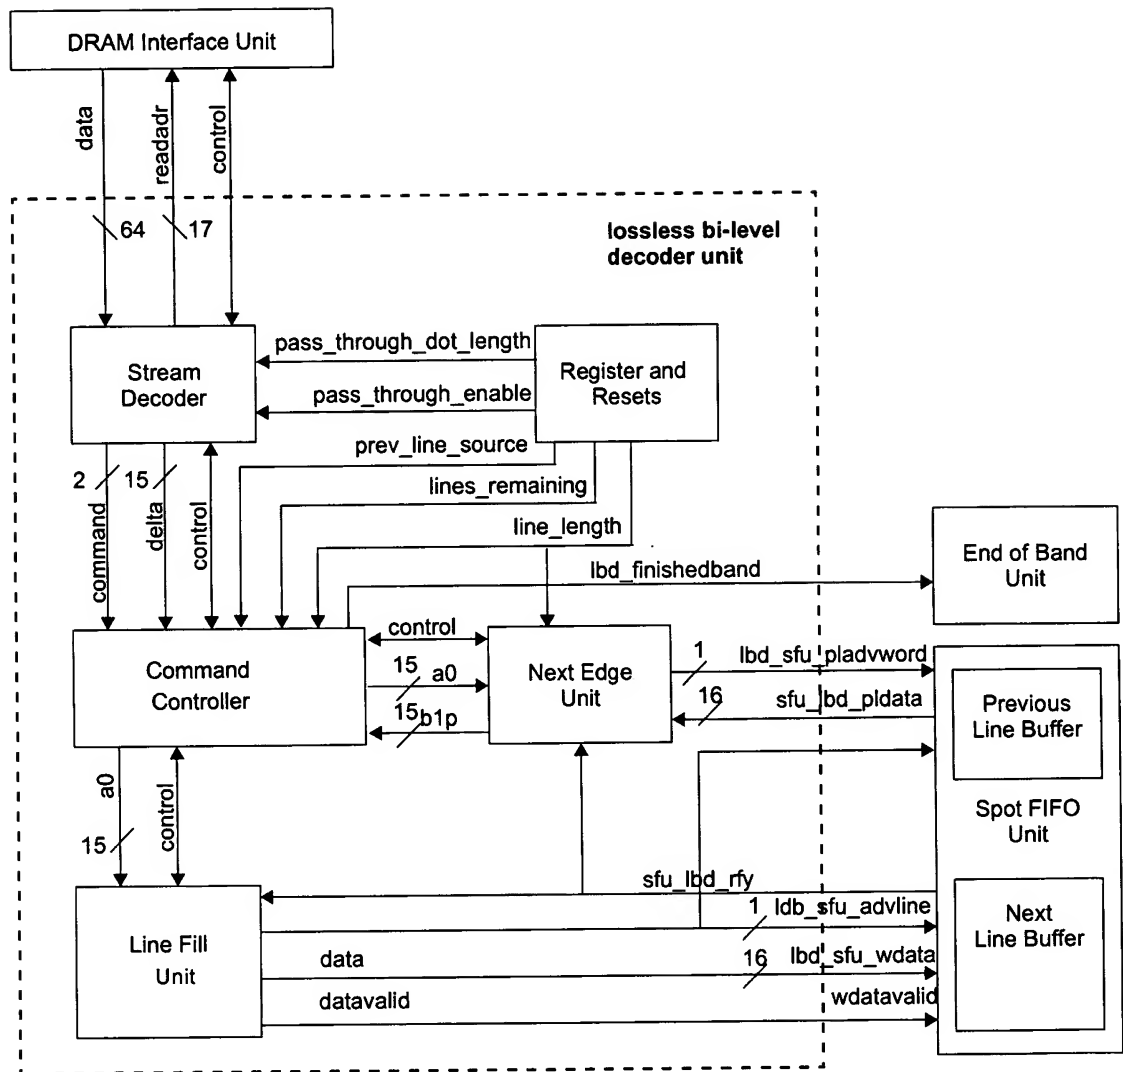 DRAM Interface Unit
data
readadr
control
64
17
lossless bi-level
decoder unit
pass_through_dot_length
Stream
Decoder
Register and
Resets
pass_through_enable
prev_line_source
2
15
lines_remaining
command
delta
control
line_length
End of Band
Unit
lbd_finishedband
control
Command
Controller
15
a0
Next Edge
Unit
1
lbd_sfu_pladvword
16
sfu_lbd_pldata
15
b1p
Previous
Line Buffer
a0
control
15
Spot FIFO
Unit
sfu_lbd_rfy
1
ldb_sfu_advline
Next
Line Buffer
Line Fill
Unit
data
16
lbd_sfu_wdata
datavalid
wdatavalid